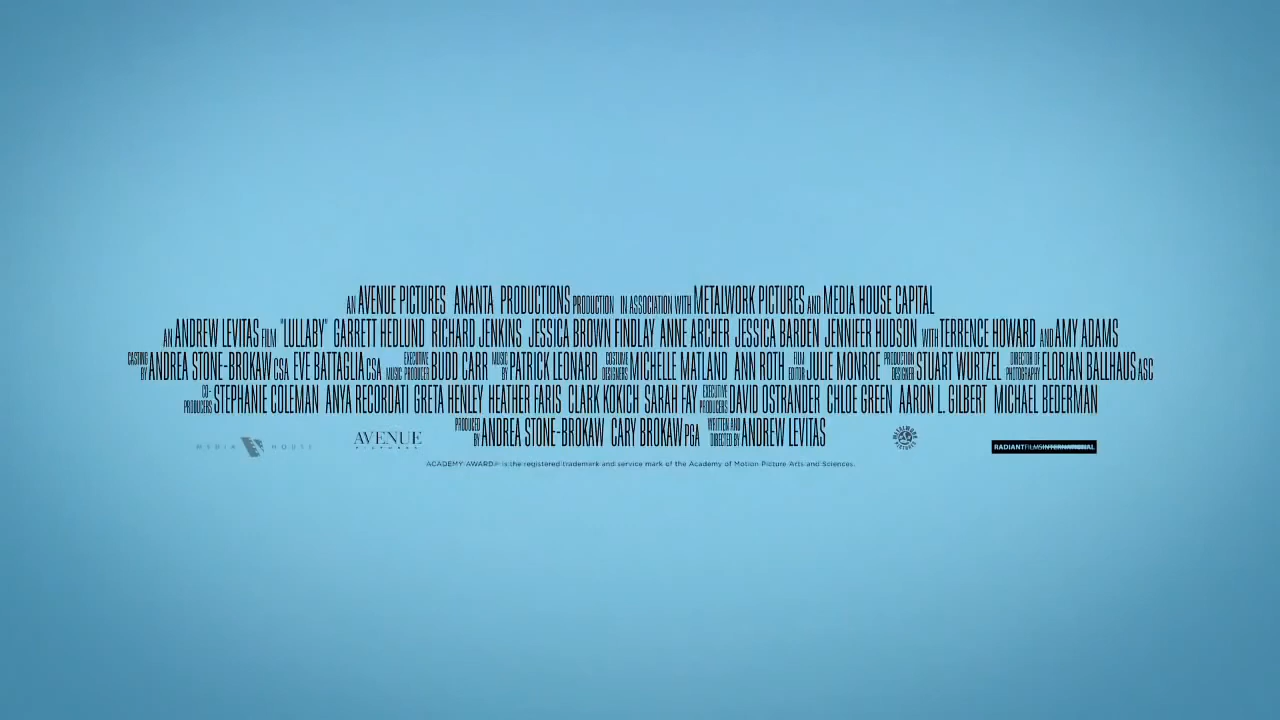 AN AVENUE PICTURES ANANTA PRODUCTIONS PRODUCTION IN ASSOCIATION WITH METALWORK PICTURES AND MEDIA HOUSE CAPITAL
AN ANDREW LEVITAS FILM "LULLABY" GARRETT HEDLUND RICHARD JENKINS JESSICA BROWN FINDLAY ANNE ARCHER JESSICA BARDEN JENNIFER HUDSON WITH TERRENCE HOWARD AND AMY ADAMS
CASTING BY ANDREA STONE-BROKAW CSA EVE BATTAGLIA CSA EXECUTIVE MUSIC PRODUCER BUDD CARR MUSIC BY PATRICK LEONARD COSTUME DESIGNERS MICHELLE MATLAND ANN ROTH FILM EDITOR JULIE MONROE PRODUCTION DESIGNER STUART WURTZEL DIRECTOR OF PHOTOGRAPHY FLORIAN BALLHAUS ASC
CO-PRODUCERS STEPHANIE COLEMAN ANYA RECORDATI GRETA HENLEY HEATHER FARIS CLARK KOKICH SARAH FAY EXECUTIVE PRODUCERS DAVID OSTRANDER CHLOE GREEN AARON L. GILBERT MICHAEL BEDERMAN
PRODUCED BY ANDREA STONE-BROKAW CARY BROKAW PGA WRITTEN AND DIRECTED BY ANDREW LEVITAS
MEDIA HOUSE
AVENUE PICTURES
METALWORK PICTURES
RADIANTFILMSINTERNATIONAL
ACADEMY AWARD® is the registered trademark and service mark of the Academy of Motion Picture Arts and Sciences.